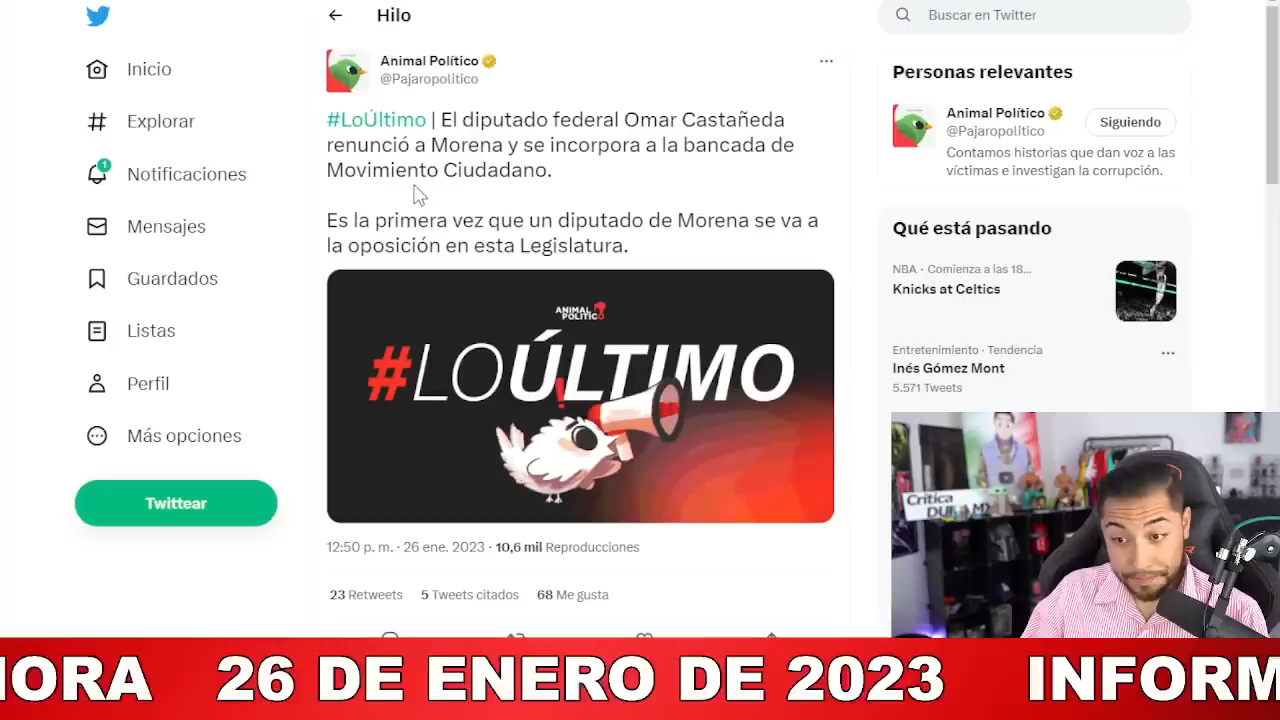 Inicio
Explorar
1
Notificaciones
Mensajes
Guardados
Listas
Perfil
Más opciones
Twittear
Hilo
Animal Político
@Pajaropolitico
#LoÚltimo | El diputado federal Omar Castañeda
renunció a Morena y se incorpora a la bancada de
Movimiento Ciudadano.
Es la primera vez que un diputado de Morena se va a
la oposición en esta Legislatura.
ANIMAL
POLÍTICO
#LOÚLTIMO
12:50 p. m. · 26 ene. 2023 · 10,6 mil Reproducciones
23 Retweets 5 Tweets citados 68 Me gusta
Buscar en Twitter
Personas relevantes
Animal Político
@Pajaropolitico
Siguiendo
Contamos historias que dan voz a las
víctimas e investigan la corrupción.
Qué está pasando
NBA · Comienza a las 18...
Knicks at Celtics
Entretenimiento · Tendencia
Inés Gómez Mont
5.571 Tweets
Crítica
HORA 26 DE ENERO DE 2023 INFORM